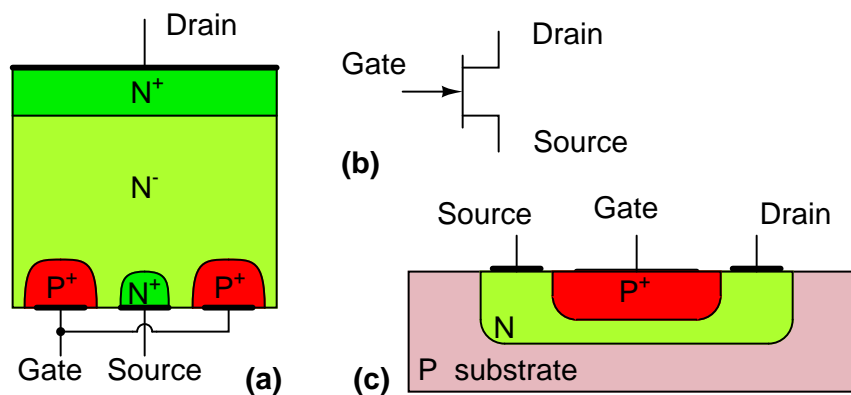 Drain
N+
N-
P+
N+
P+
Gate Source (a)
Drain
Gate
Source
(b)
Source Gate Drain
P+
N
P substrate
(c)